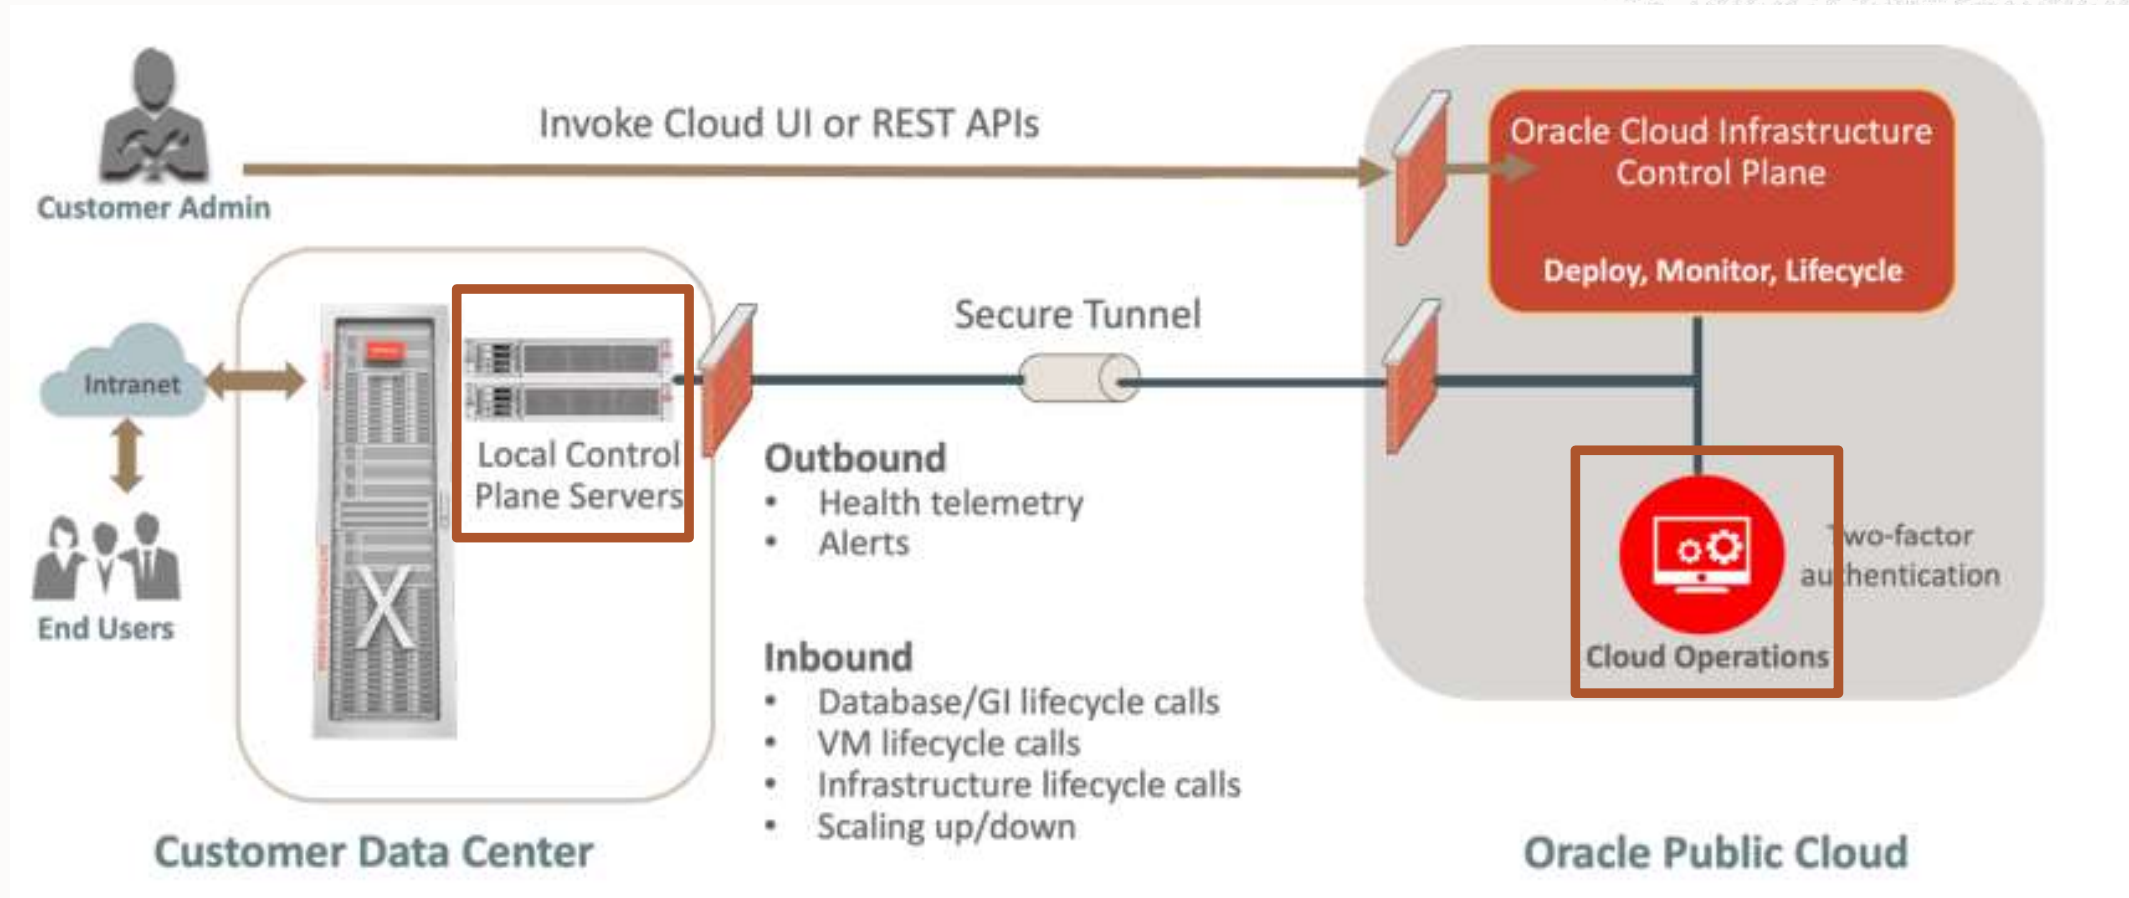 Invoke Cloud UI or REST APIs
Customer Admin
Oracle Cloud Infrastructure
Control Plane
Deploy, Monitor, Lifecycle
Secure Tunnel
Intranet
End Users
Local Control
Plane Servers
Outbound
• Health telemetry
• Alerts
Inbound
• Database/GI lifecycle calls
• VM lifecycle calls
• Infrastructure lifecycle calls
• Scaling up/down
X
wo-factor
authentication
Cloud Operations
Customer Data Center
Oracle Public Cloud